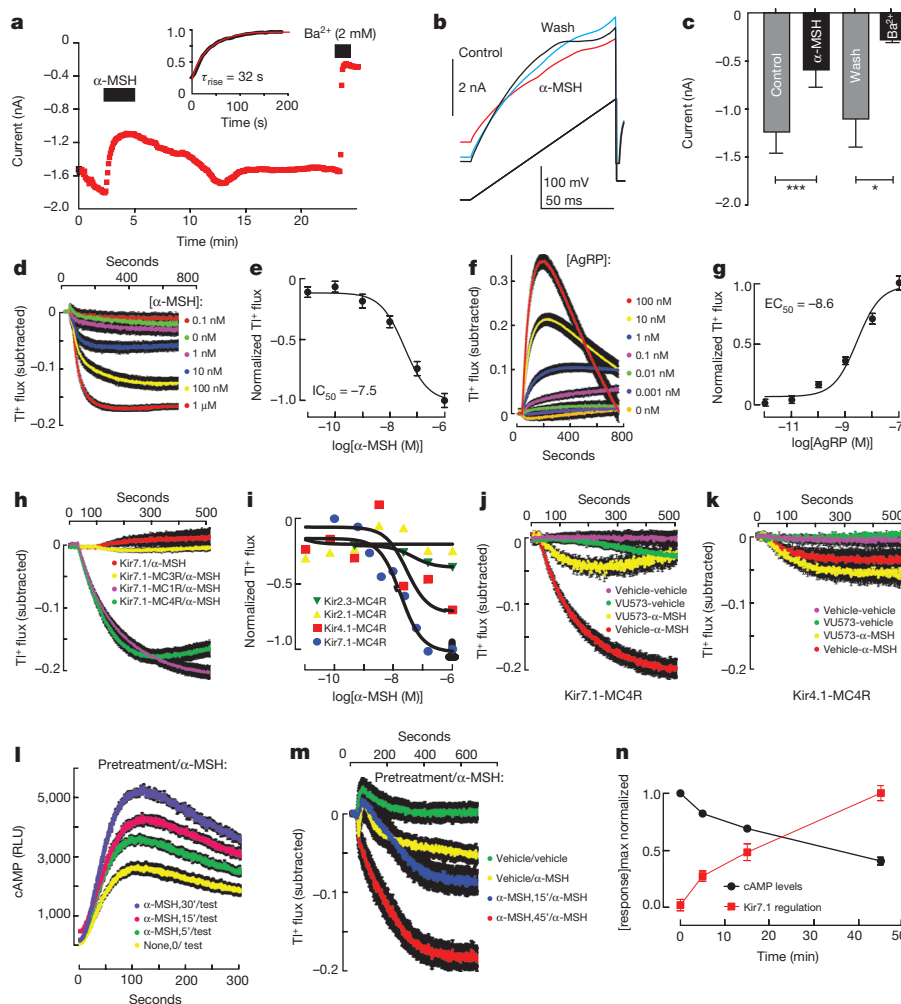 a
Ba²⁺ (2 mM)
α-MSH
1.0
0.5
0
τrise = 32 s
0 100 200
Time (s)
Current (nA)
0
−0.4
−0.8
−1.2
−1.6
−2.0
0 5 10 15 20 25
Time (min)
b
Wash
Control
α-MSH
2 nA
100 mV
50 ms
c
Current (nA)
0
−0.5
−1.0
−1.5
−2.0
Control
α-MSH
Wash
Ba²⁺
***
*
d
Seconds
0 400 800
[α-MSH]:
Tl⁺ flux (subtracted)
0
−0.1
−0.2
0.1 nM
0 nM
1 nM
10 nM
100 nM
1 μM
e
Normalized Tl⁺ flux
0
−0.5
−1.0
IC50 = −7.5
−10 −8 −6
log[α-MSH (M)]
f
[AgRP]:
Tl⁺ flux (subtracted)
0.3
0.2
0.1
0
100 nM
10 nM
1 nM
0.1 nM
0.01 nM
0.001 nM
0 nM
0 400 800
Seconds
g
EC50 = −8.6
Normalized Tl⁺ flux
1.0
0.5
0
−11 −9 −7
log[AgRP (M)]
h
Seconds
0 100 300 500
Tl⁺ flux (subtracted)
0
−0.1
−0.2
Kir7.1/α-MSH
Kir7.1-MC3R/α-MSH
Kir7.1-MC1R/α-MSH
Kir7.1-MC4R/α-MSH
i
Normalized Tl⁺ flux
0
−0.5
−1.0
Kir2.3-MC4R
Kir2.1-MC4R
Kir4.1-MC4R
Kir7.1-MC4R
−10 −8 −6
log[α-MSH (M)]
j
Seconds
0 100 300 500
Tl⁺ flux (subtracted)
0
−0.1
−0.2
Vehicle-vehicle
VU573-vehicle
VU573-α-MSH
Vehicle-α-MSH
Kir7.1-MC4R
k
Seconds
0 100 300 500
Tl⁺ flux (subtracted)
0
−0.1
−0.2
Vehicle-vehicle
VU573-vehicle
VU573-α-MSH
Vehicle-α-MSH
Kir4.1-MC4R
l
Pretreatment/α-MSH:
cAMP (RLU)
5,000
3,000
1,000
α-MSH,30′/test
α-MSH,15′/test
α-MSH,5′/test
None,0/ test
0 100 200 300
Seconds
m
Seconds
0 200 400 600
Pretreatment/α-MSH:
Tl⁺ flux (subtracted)
0
−0.1
−0.2
Vehicle/vehicle
Vehicle/α-MSH
α-MSH,15′/α-MSH
α-MSH,45′/α-MSH
n
[response]max normalized
1.0
0.5
0.0
cAMP levels
Kir7.1 regulation
0 10 20 30 40 50
Time (min)